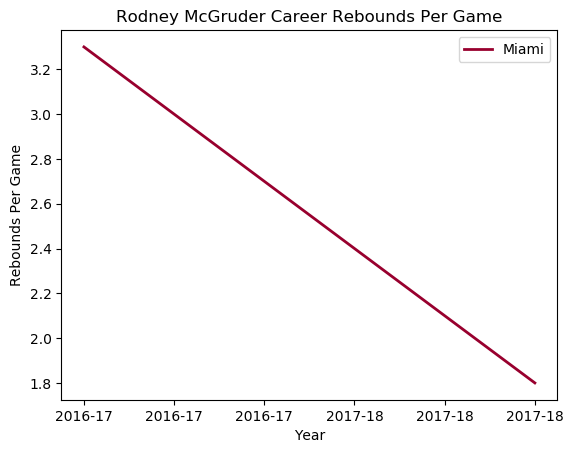 Rodney McGruder Career Rebounds Per Game
Miami
3.2
3.0
2.8
2.6
2.4
2.2
2.0
1.8
Rebounds Per Game
2016-17 2016-17 2016-17 2017-18 2017-18 2017-18
Year